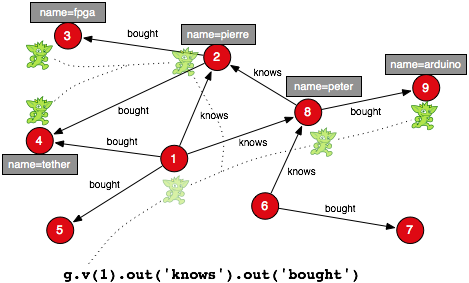 name=fpga
name=pierre
3
bought
2
knows
name=peter
name=arduino
9
bought
knows
8
bought
4
bought
1
knows
name=tether
bought
knows
6
bought
5
7
g.v(1).out('knows').out('bought')